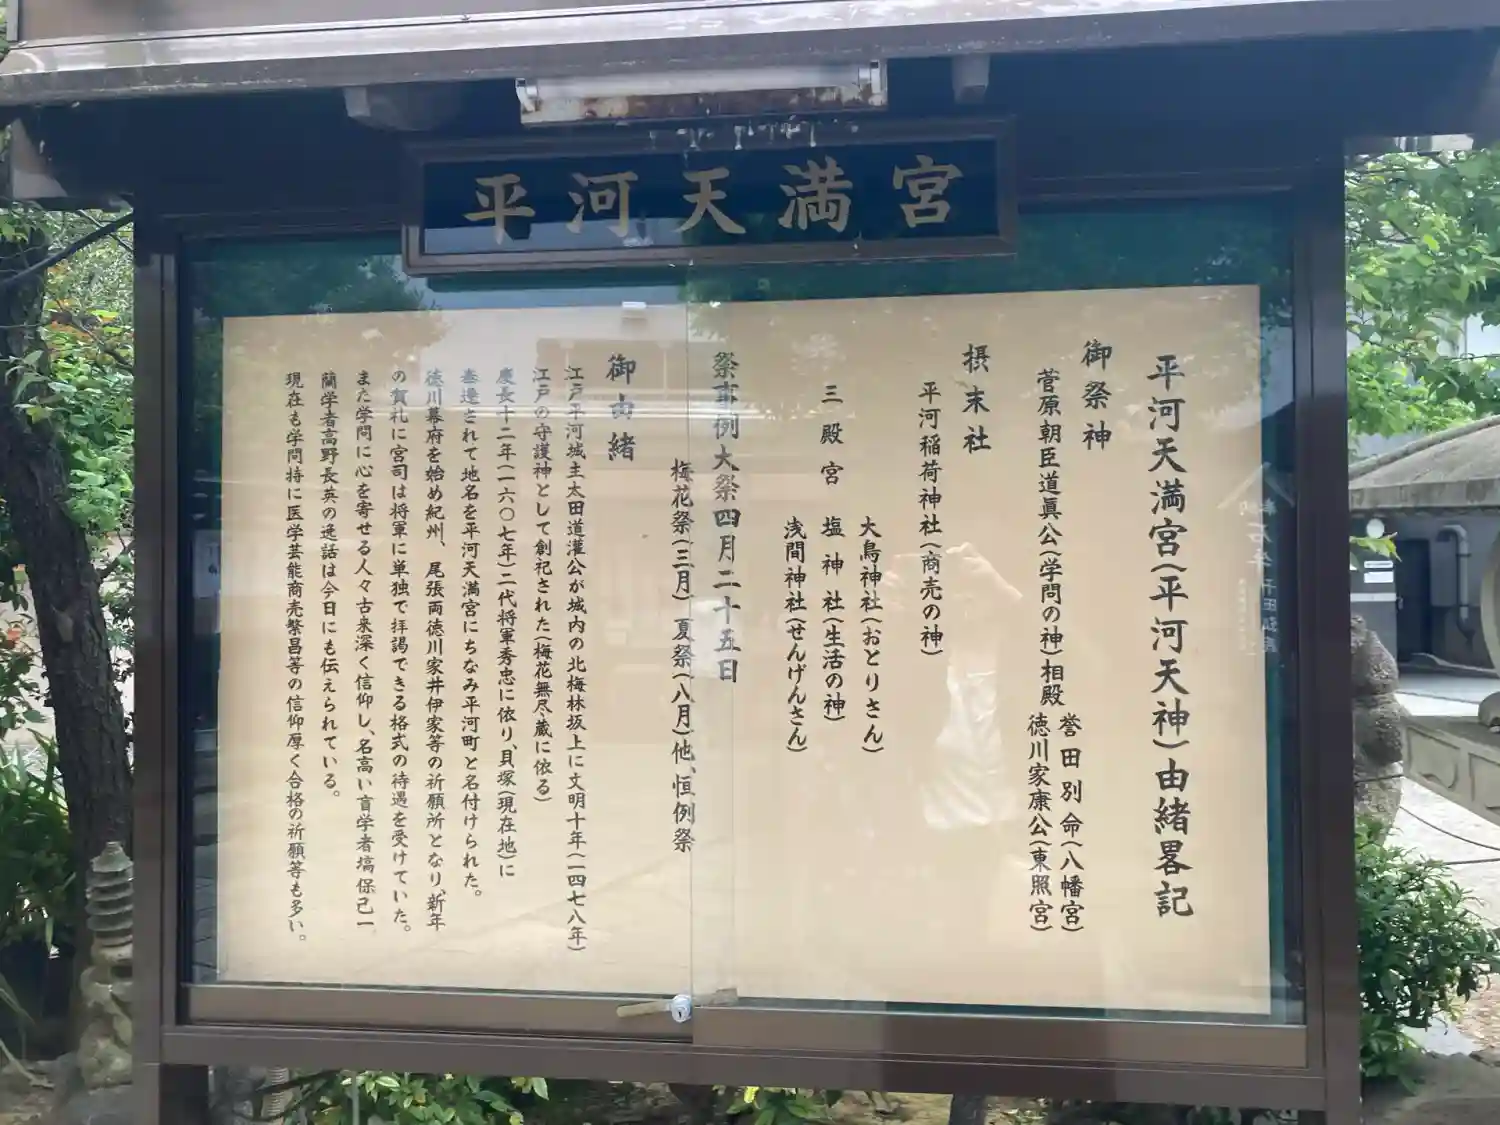 平河天満宮
平河天満宮(平河天神)由緒畧記
御祭神
菅原朝臣道眞公(学問の神)相殿
誉田別命(八幡宮)
徳川家康公(東照宮)
摂末社
平河稲荷神社(商売の神)
大鳥神社(おとりさん)
三殿宮 塩神社(生活の神)
浅間神社(せんげんさん)
祭事例大祭四月二十五日
梅花祭(三月)夏祭(八月)他、恒例祭
御由緒
江戸平河城主太田道灌公が城内の北梅林坂上に文明十年(一四七八年)
江戸の守護神として創祀された(梅花無尽蔵に依る)
慶長十二年(一六〇七年)二代将軍秀忠に依り、貝塚(現在地)に
奉遷されて地名を平河天満宮にちなみ平河町と名付けられた。
徳川幕府を始め紀州、尾張両徳川家井伊家等の祈願所となり、新年
の賀礼に宮司は将軍に単独で拝謁できる格式の待遇を受けていた。
また学問に心を寄せる人々古来深く信仰し、名高い盲学者塙保己一
蘭学者高野長英の逸話は今日にも伝えられている。
現在も学問特に医学芸能商売繁昌等の信仰厚く合格の祈願等も多い。